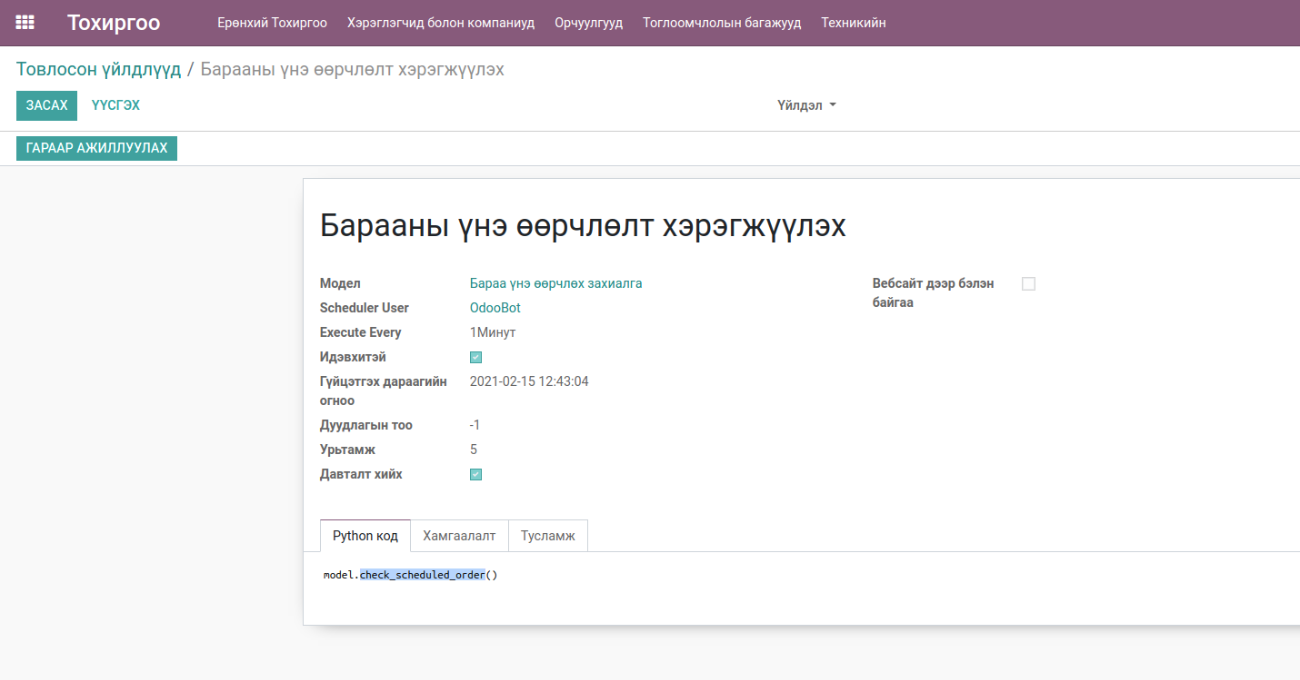 Тохиргоо Ерөнхий Тохиргоо Хэрэглэгчид болон компаниуд Орчуулгууд Тоглоомчлолын багажууд Техникийн
Товлосон үйлдлүүд / Барааны үнэ өөрчлөлт хэрэгжүүлэх
ЗАСАХ ҮҮСГЭХ Үйлдэл
ГАРААР АЖИЛЛУУЛАХ
Барааны үнэ өөрчлөлт хэрэгжүүлэх
Модел Бараа үнэ өөрчлөх захиалга
Scheduler User OdooBot
Execute Every 1Минут
Идэвхитэй
Гүйцэтгэх дараагийн огноо 2021-02-15 12:43:04
Дуудлагын тоо -1
Урьтамж 5
Давталт хийх
Вебсайт дээр бэлэн
байгаа
Python код Хамгаалалт Тусламж
model.check_scheduled_order()